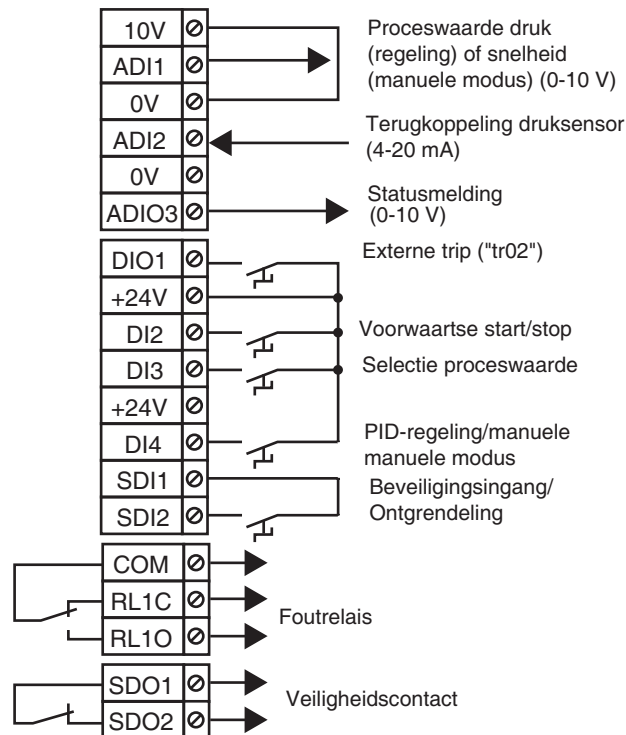 10V
ADI1
0V
ADI2
0V
ADIO3
Proceswaarde druk
(regeling) of snelheid
(manuele modus) (0-10 V)
Terugkoppeling druksensor
(4-20 mA)
Statusmelding
(0-10 V)
DIO1
+24V
DI2
DI3
+24V
DI4
SDI1
SDI2
Externe trip ("tr02")
Voorwaartse start/stop
Selectie proceswaarde
PID-regeling/manuele
manuele modus
Beveiligingsingang/
Ontgrendeling
COM
RL1C
RL1O
Foutrelais
SDO1
SDO2
Veiligheidscontact